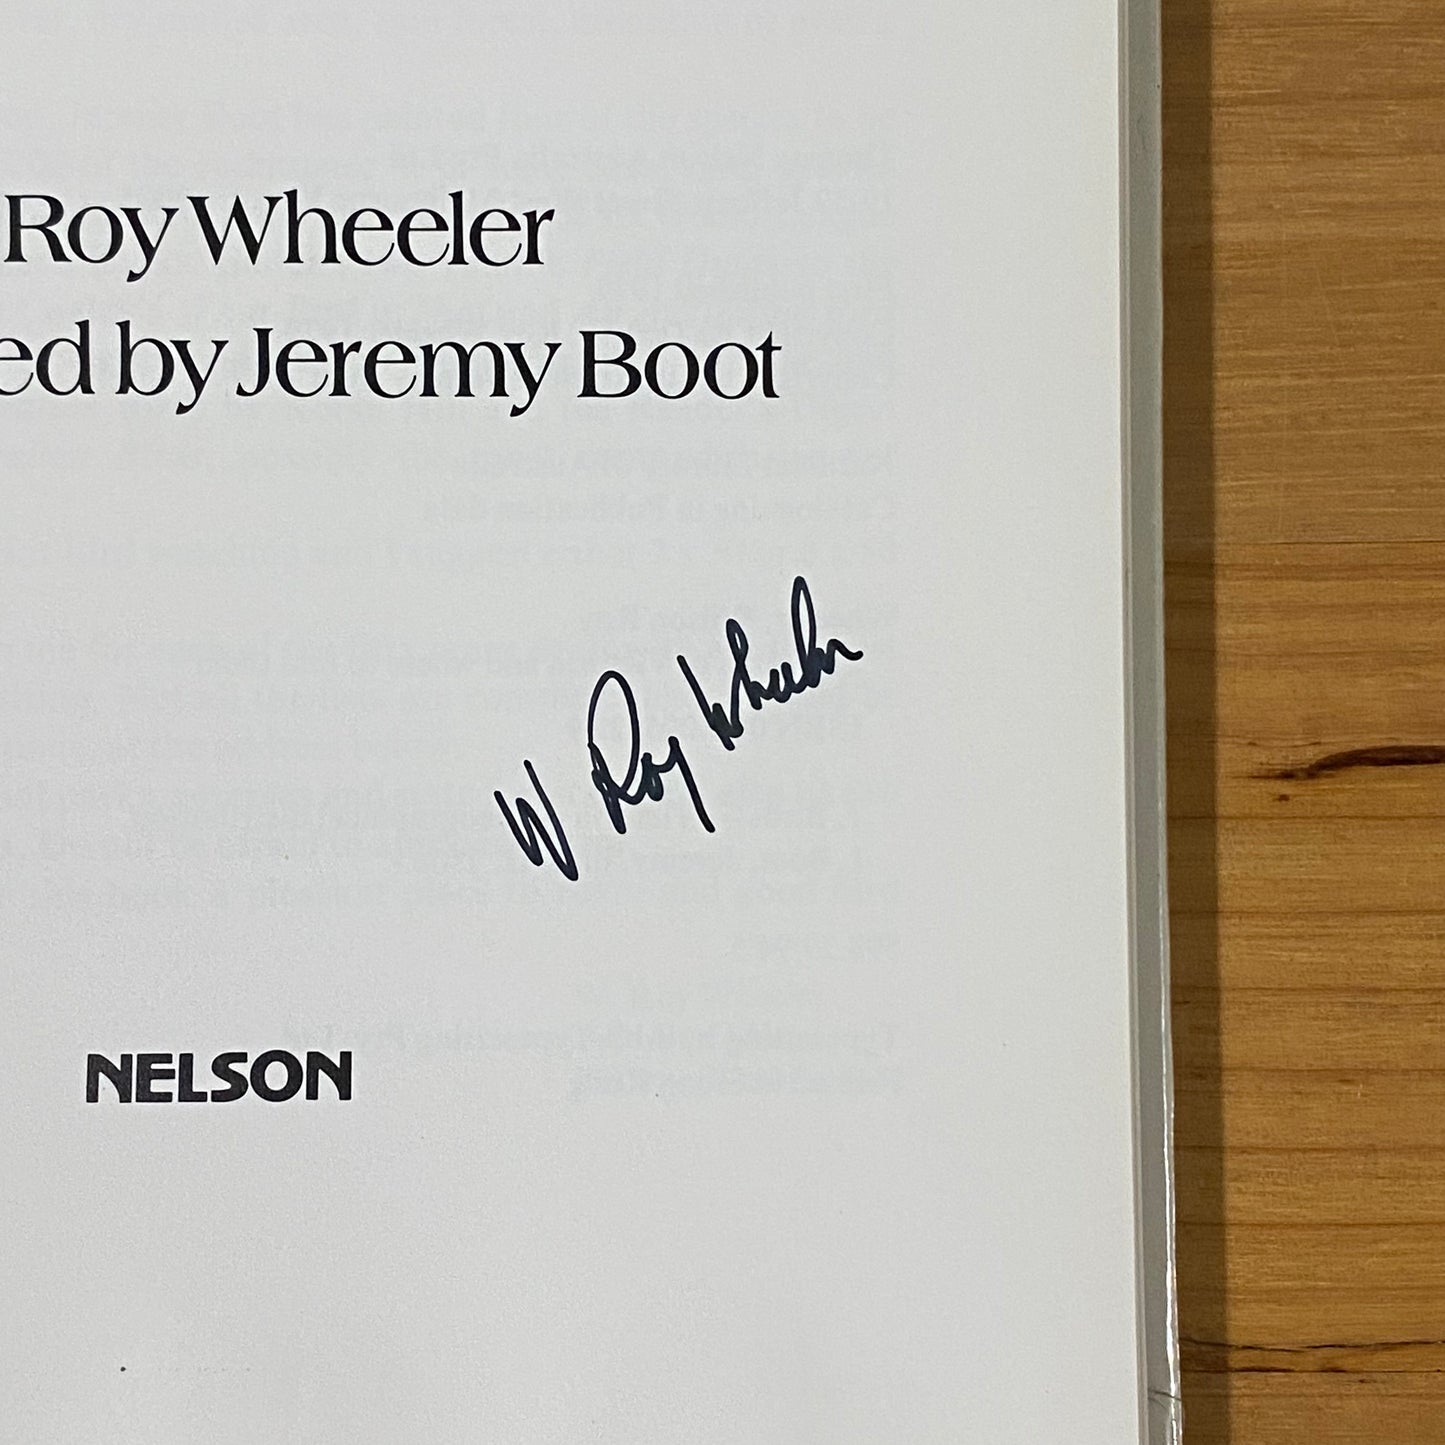 Roy Wheeler
ed by Jeremy Boot
W Roy Wheeler
NELSON